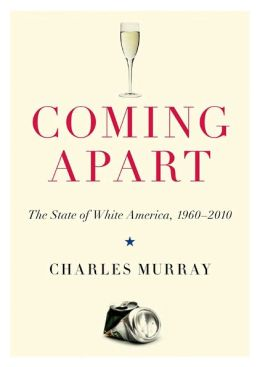 COMING
APART
The State of White America, 1960–2010
CHARLES MURRAY